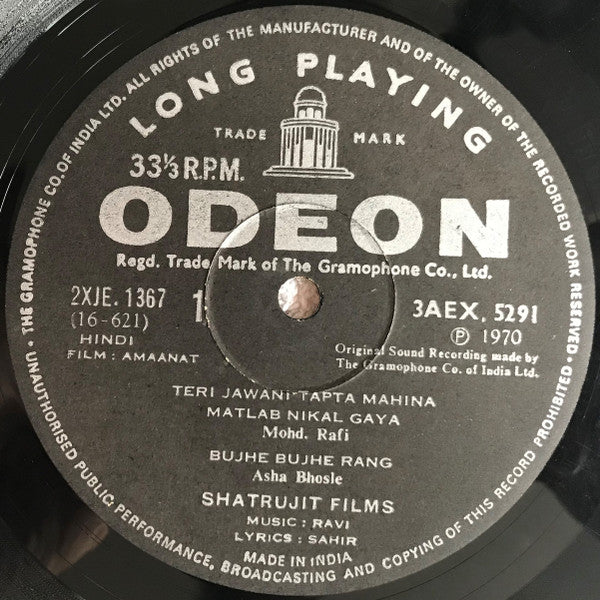 UNAUTHORISED PUBLIC PERFORMANCE, BROADCASTING AND COPYING OF THIS RECORD PROHIBITED · THE GRAMOPHONE CO. OF INDIA LTD. ALL RIGHTS OF THE MANUFACTURER AND OF THE OWNER OF THE RECORDED WORK RESERVED ·
LONG PLAYING
TRADE MARK
33⅓ R.P.M.
ODEON
Regd. Trade Mark of The Gramophone Co., Ltd.
2XJE. 1367 1 3AEX. 5291
(16-621) ℗ 1970
HINDI Original Sound Recording made by
FILM : AMAANAT The Gramophone Co. of India Ltd.
TERI JAWANI TAPTA MAHINA
MATLAB NIKAL GAYA
Mohd. Rafi
BUJHE BUJHE RANG
Asha Bhosle
SHATRUJIT FILMS
MUSIC : RAVI
LYRICS : SAHIR
MADE IN INDIA